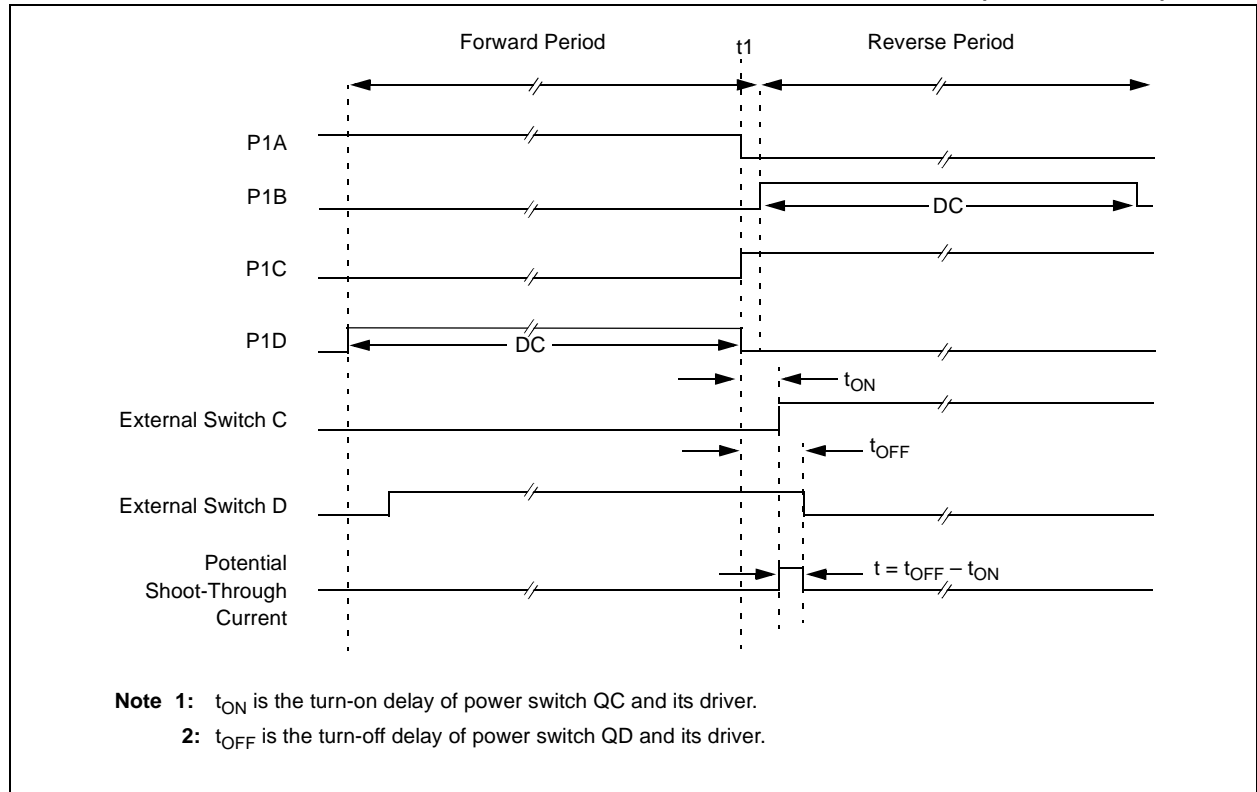 Forward Period
t1
Reverse Period
P1A
P1B
DC
P1C
P1D
DC
tON
External Switch C
tOFF
External Switch D
Potential
Shoot-Through
Current
t = tOFF – tON
Note 1: tON is the turn-on delay of power switch QC and its driver.
2: tOFF is the turn-off delay of power switch QD and its driver.